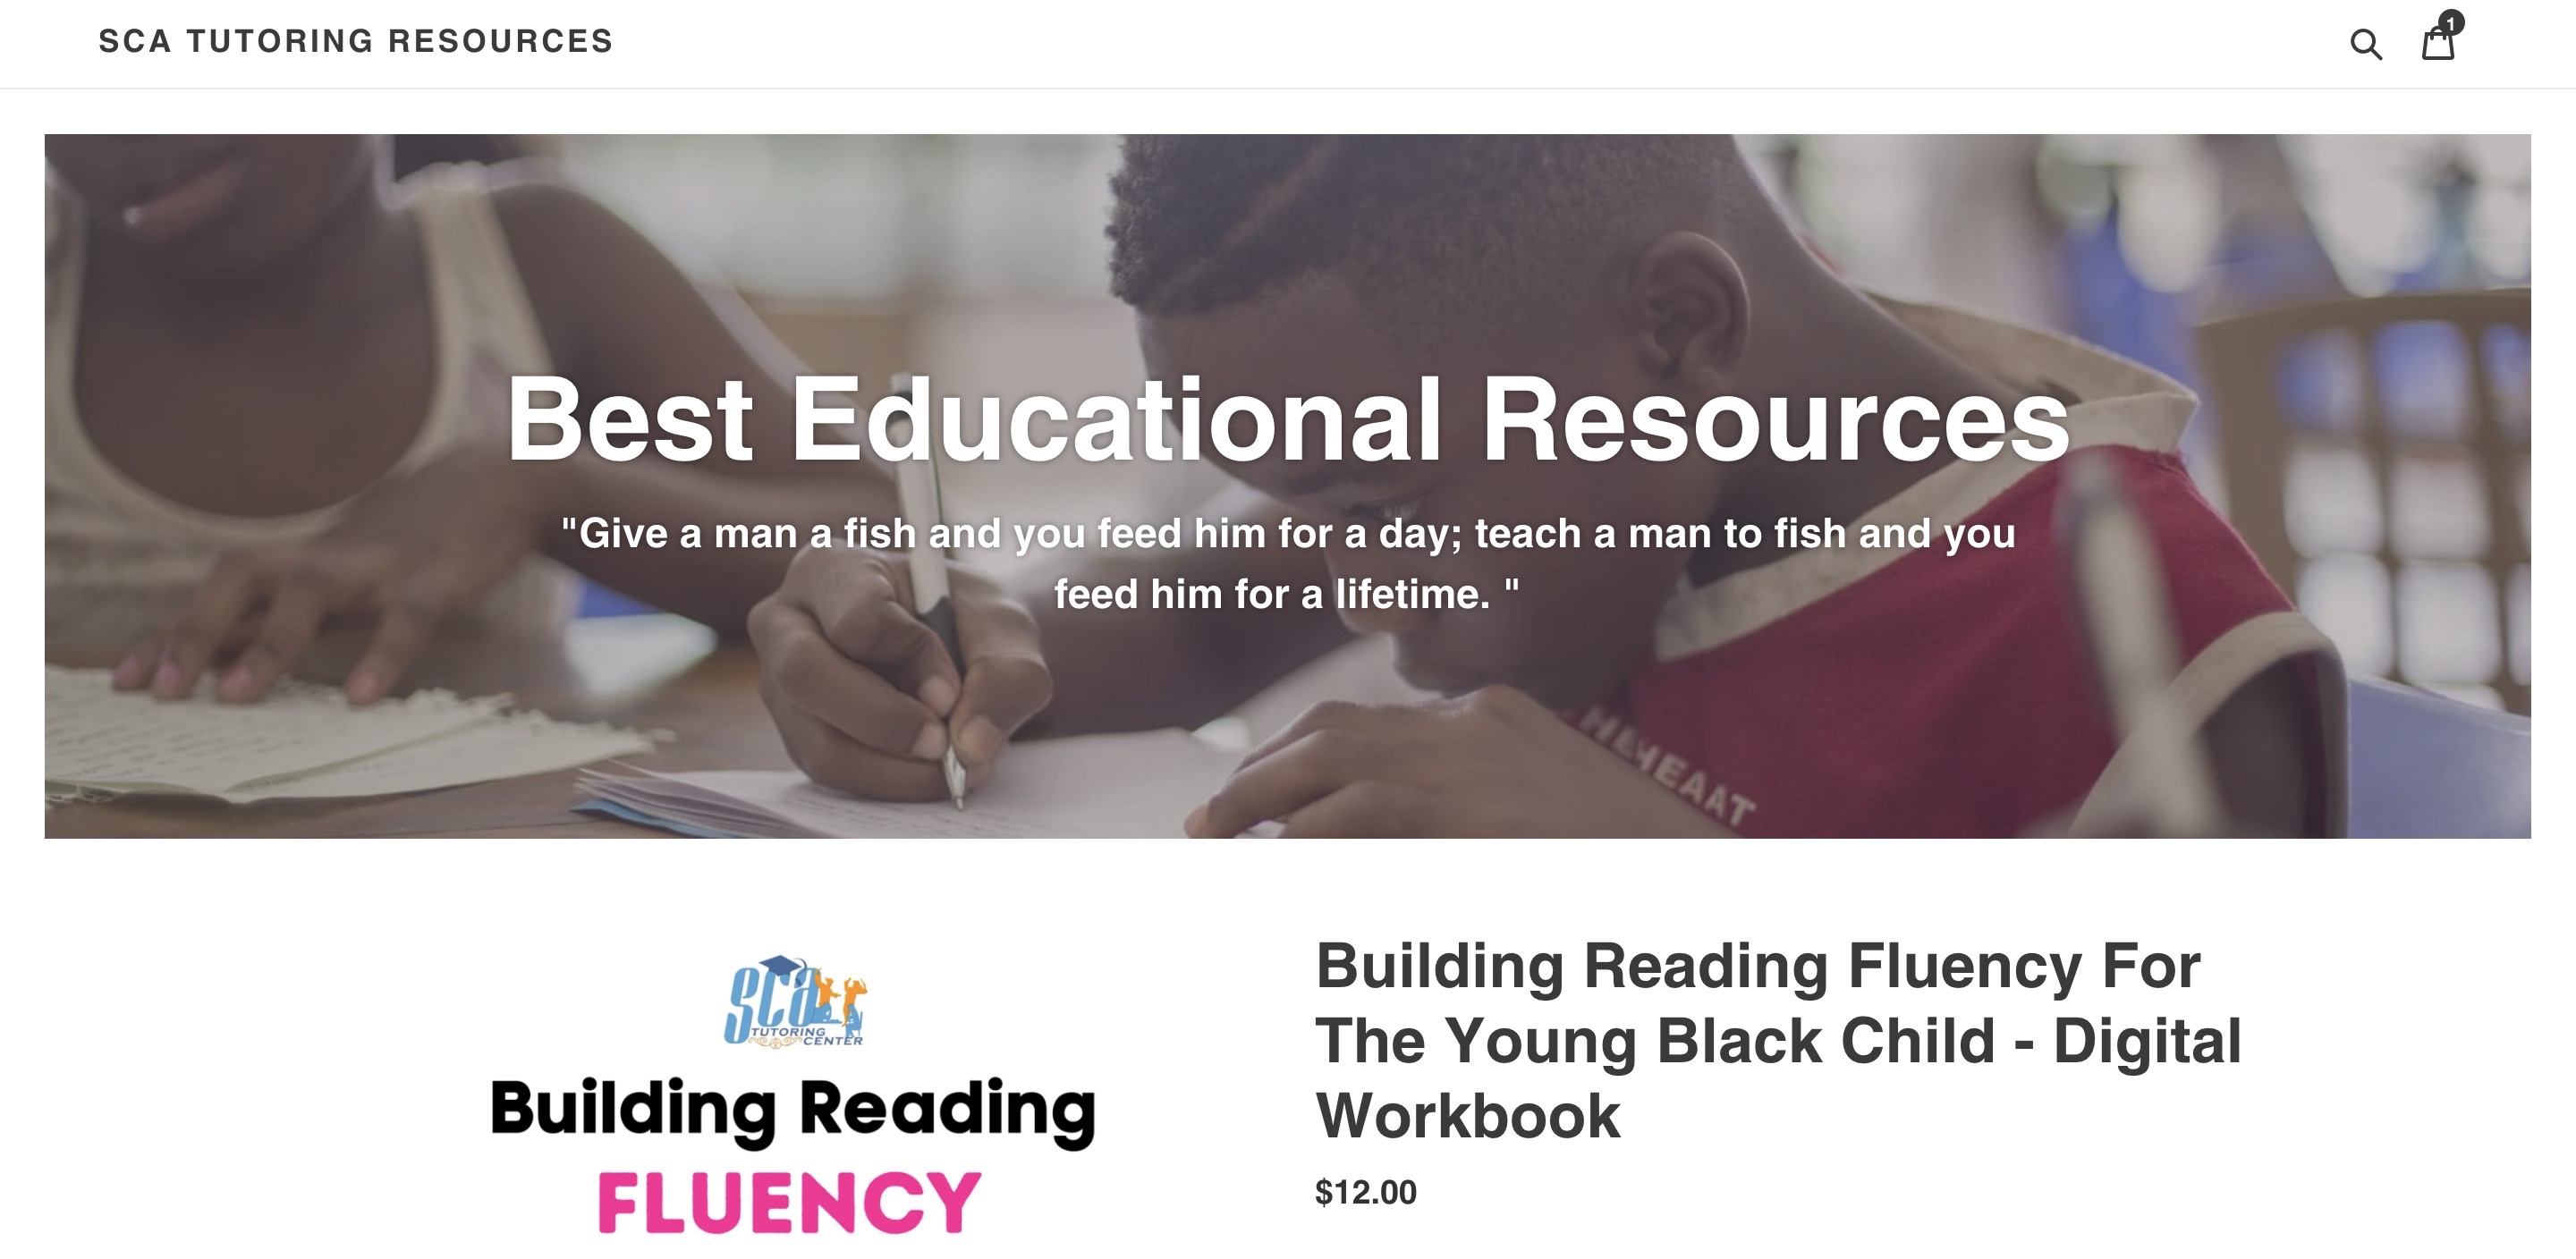 SCA TUTORING RESOURCES
1
Best Educational Resources
"Give a man a fish and you feed him for a day; teach a man to fish and you
feed him for a lifetime. "
HEHEAAT
sca
TUTORING
CENTER
Building Reading
FLUENCY
Building Reading Fluency For
The Young Black Child - Digital
Workbook
$12.00